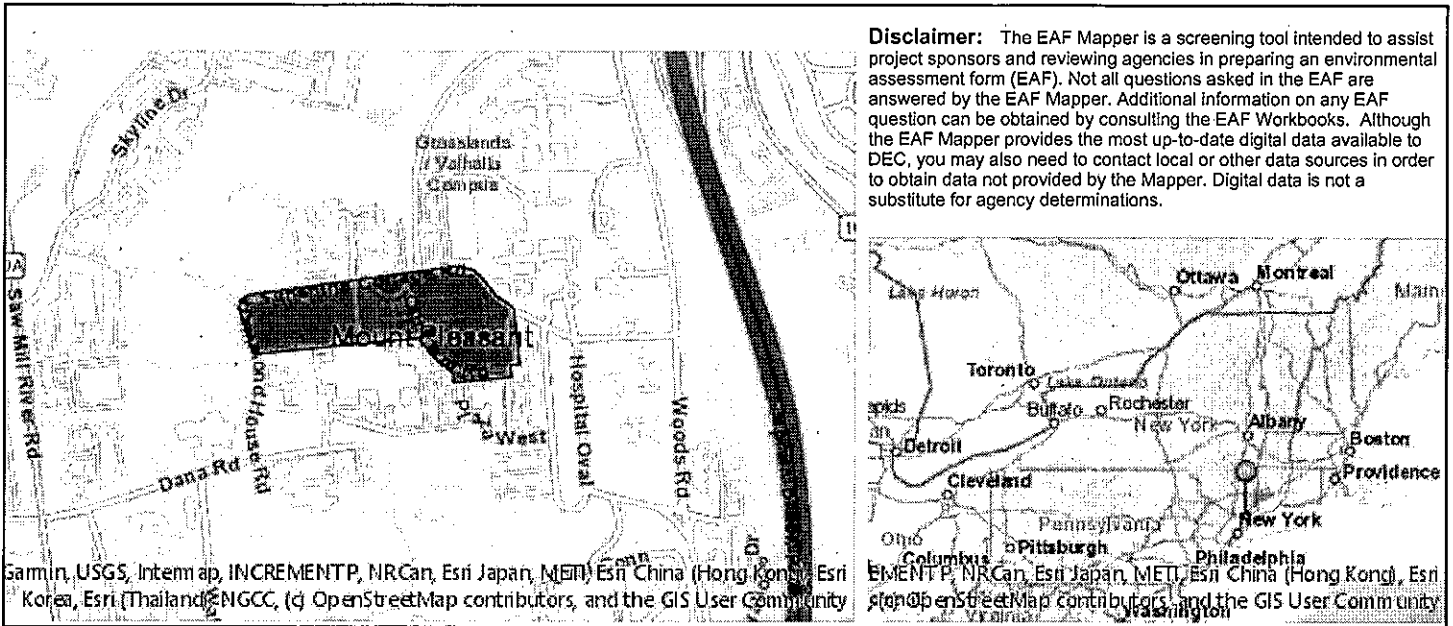 Disclaimer: The EAF Mapper is a screening tool intended to assist
project sponsors and reviewing agencies in preparing an environmental
assessment form (EAF). Not all questions asked in the EAF are
answered by the EAF Mapper. Additional information on any EAF
question can be obtained by consulting the EAF Workbooks. Although
the EAF Mapper provides the most up-to-date digital data available to
DEC, you may also need to contact local or other data sources in order
to obtain data not provided by the Mapper. Digital data is not a
substitute for agency determinations.
Skyline Dr
Grasslands
/ Valhalla
Campus
Saw Mill River Rd
Mount Pleasant
Dana Rd
West
Hospital Oval
Woods Rd
Garmin, USGS, Intermap, INCREMENT P, NRCan, Esri Japan, METI, Esri China (Hong Kong), Esri
Korea, Esri (Thailand), NGCC, (c) OpenStreetMap contributors, and the GIS User Community
Ottawa
Montreal
Lake Huron
Toronto
Lake Ontario
Buffalo
Rochester
New York
Albany
Boston
Detroit
Providence
Cleveland
Pennsylvania
New York
Ohio
Pittsburgh
Columbus
Philadelphia
EMENT P, NRCan, Esri Japan, METI, Esri China (Hong Kong), Esri
OpenStreetMap contributors, and the GIS User Community
Washington